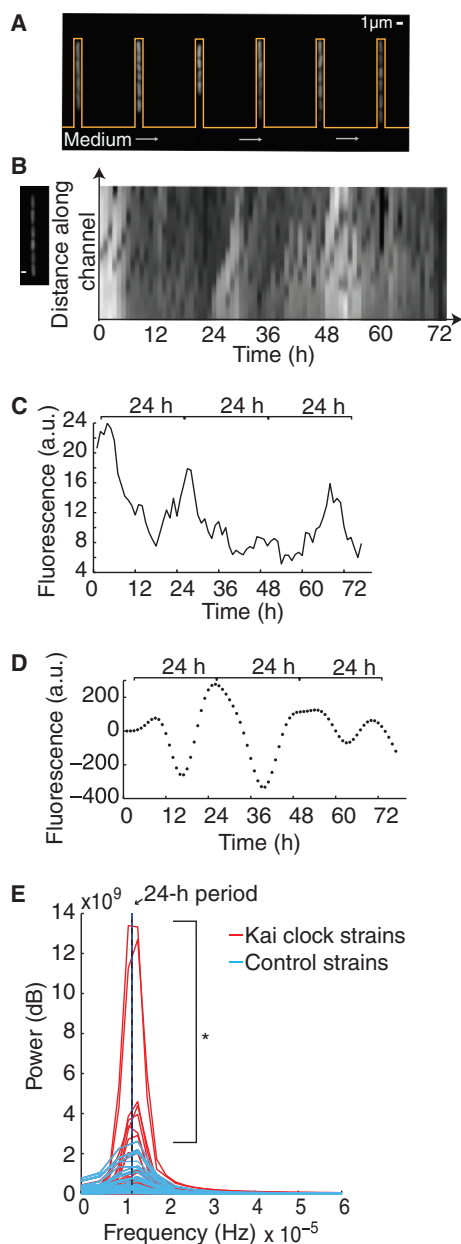 A
1μm
Medium
B
Distance along
channel
0 12 24 36 48 60 72
Time (h)
C
24 h 24 h 24 h
Fluorescence (a.u.)
24
20
16
12
8
4
0 12 24 36 48 60 72
Time (h)
D
24 h 24 h 24 h
Fluorescence (a.u.)
200
0
−200
−400
0 12 24 36 48 60 72
Time (h)
E
x10⁹
24-h period
14
12
10
8
6
4
2
0
Power (dB)
Kai clock strains
Control strains
*
0 1 2 3 4 5 6
Frequency (Hz) x 10⁻⁵